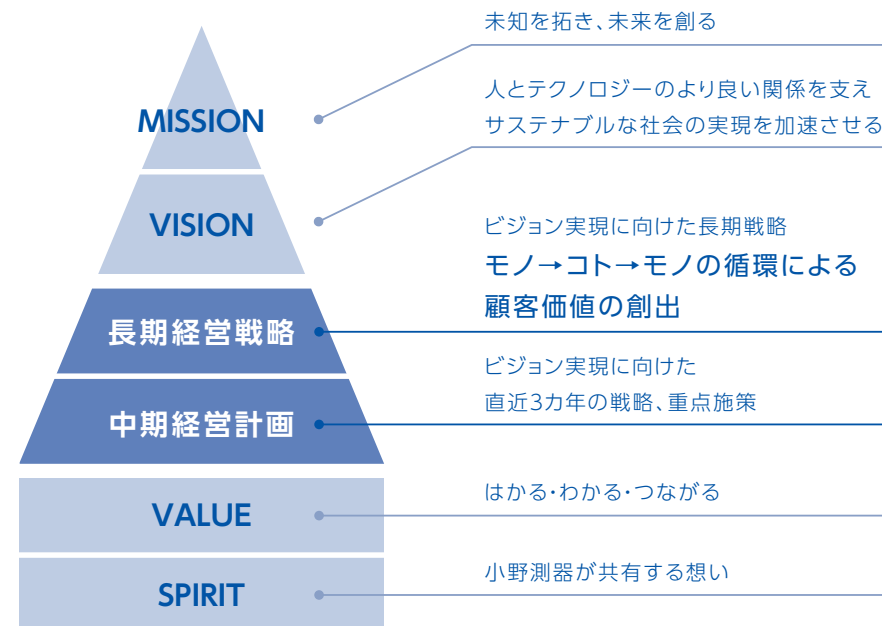 未知を拓き、未来を創る
MISSION
人とテクノロジーのより良い関係を支え
サステナブルな社会の実現を加速させる
VISION
ビジョン実現に向けた長期戦略
モノ→コト→モノの循環による
顧客価値の創出
長期経営戦略
ビジョン実現に向けた
直近3カ年の戦略、重点施策
中期経営計画
はかる・わかる・つながる
VALUE
小野測器が共有する想い
SPIRIT